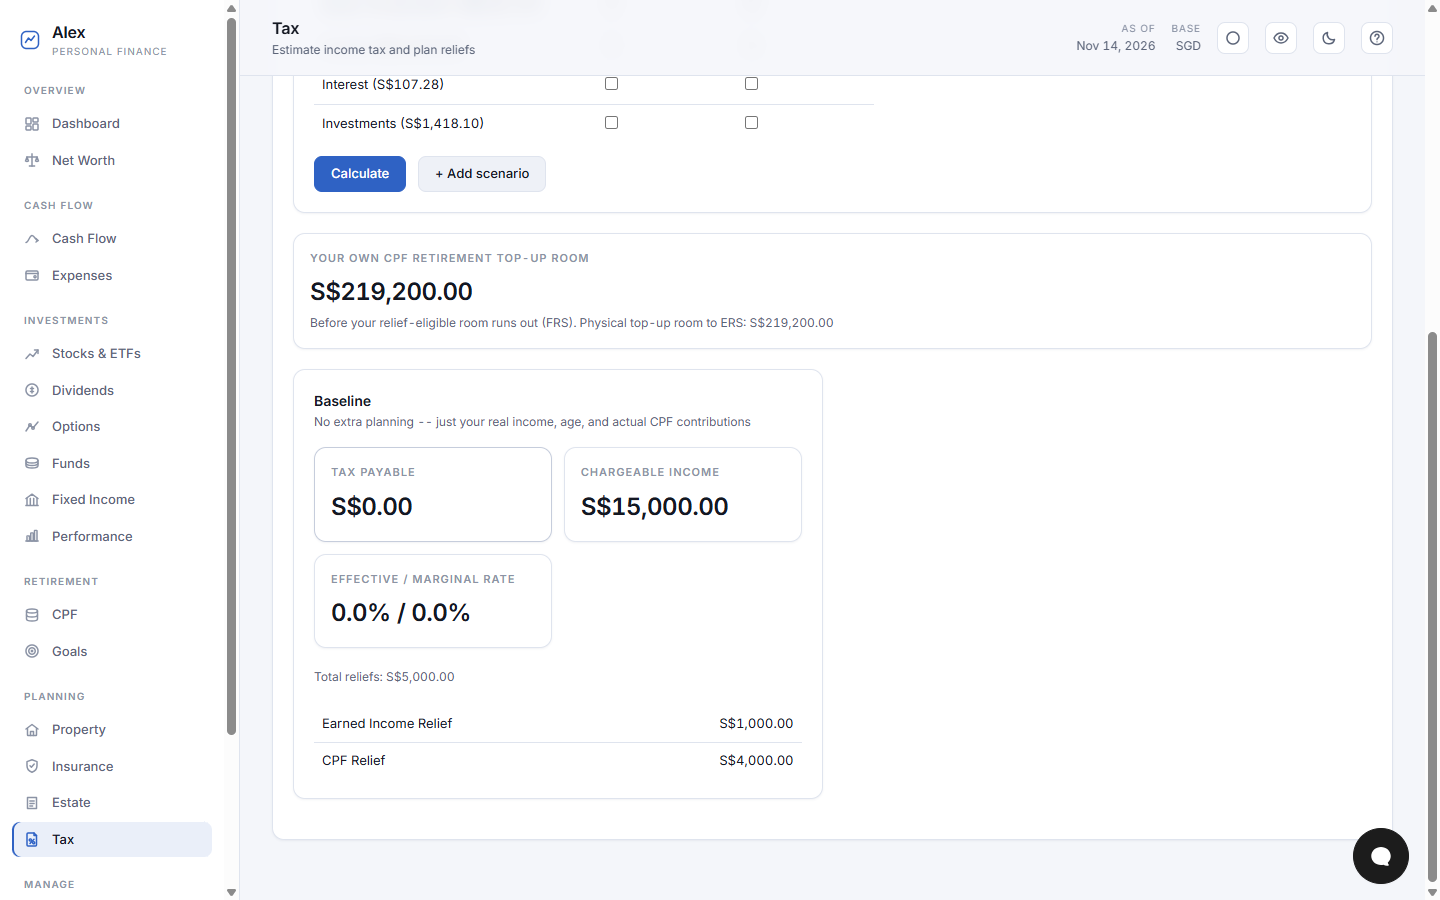 Alex
PERSONAL FINANCE
OVERVIEW
Dashboard
Net Worth
CASH FLOW
Cash Flow
Expenses
INVESTMENTS
Stocks & ETFs
Dividends
Options
Funds
Fixed Income
Performance
RETIREMENT
CPF
Goals
PLANNING
Property
Insurance
Estate
Tax
MANAGE
Tax
Estimate income tax and plan reliefs
AS OF
Nov 14, 2026
BASE
SGD
Interest (S$107.28)
Investments (S$1,418.10)
Calculate
+ Add scenario
YOUR OWN CPF RETIREMENT TOP-UP ROOM
S$219,200.00
Before your relief-eligible room runs out (FRS). Physical top-up room to ERS: S$219,200.00
Baseline
No extra planning -- just your real income, age, and actual CPF contributions
TAX PAYABLE
S$0.00
CHARGEABLE INCOME
S$15,000.00
EFFECTIVE / MARGINAL RATE
0.0% / 0.0%
Total reliefs: S$5,000.00
Earned Income Relief S$1,000.00
CPF Relief S$4,000.00